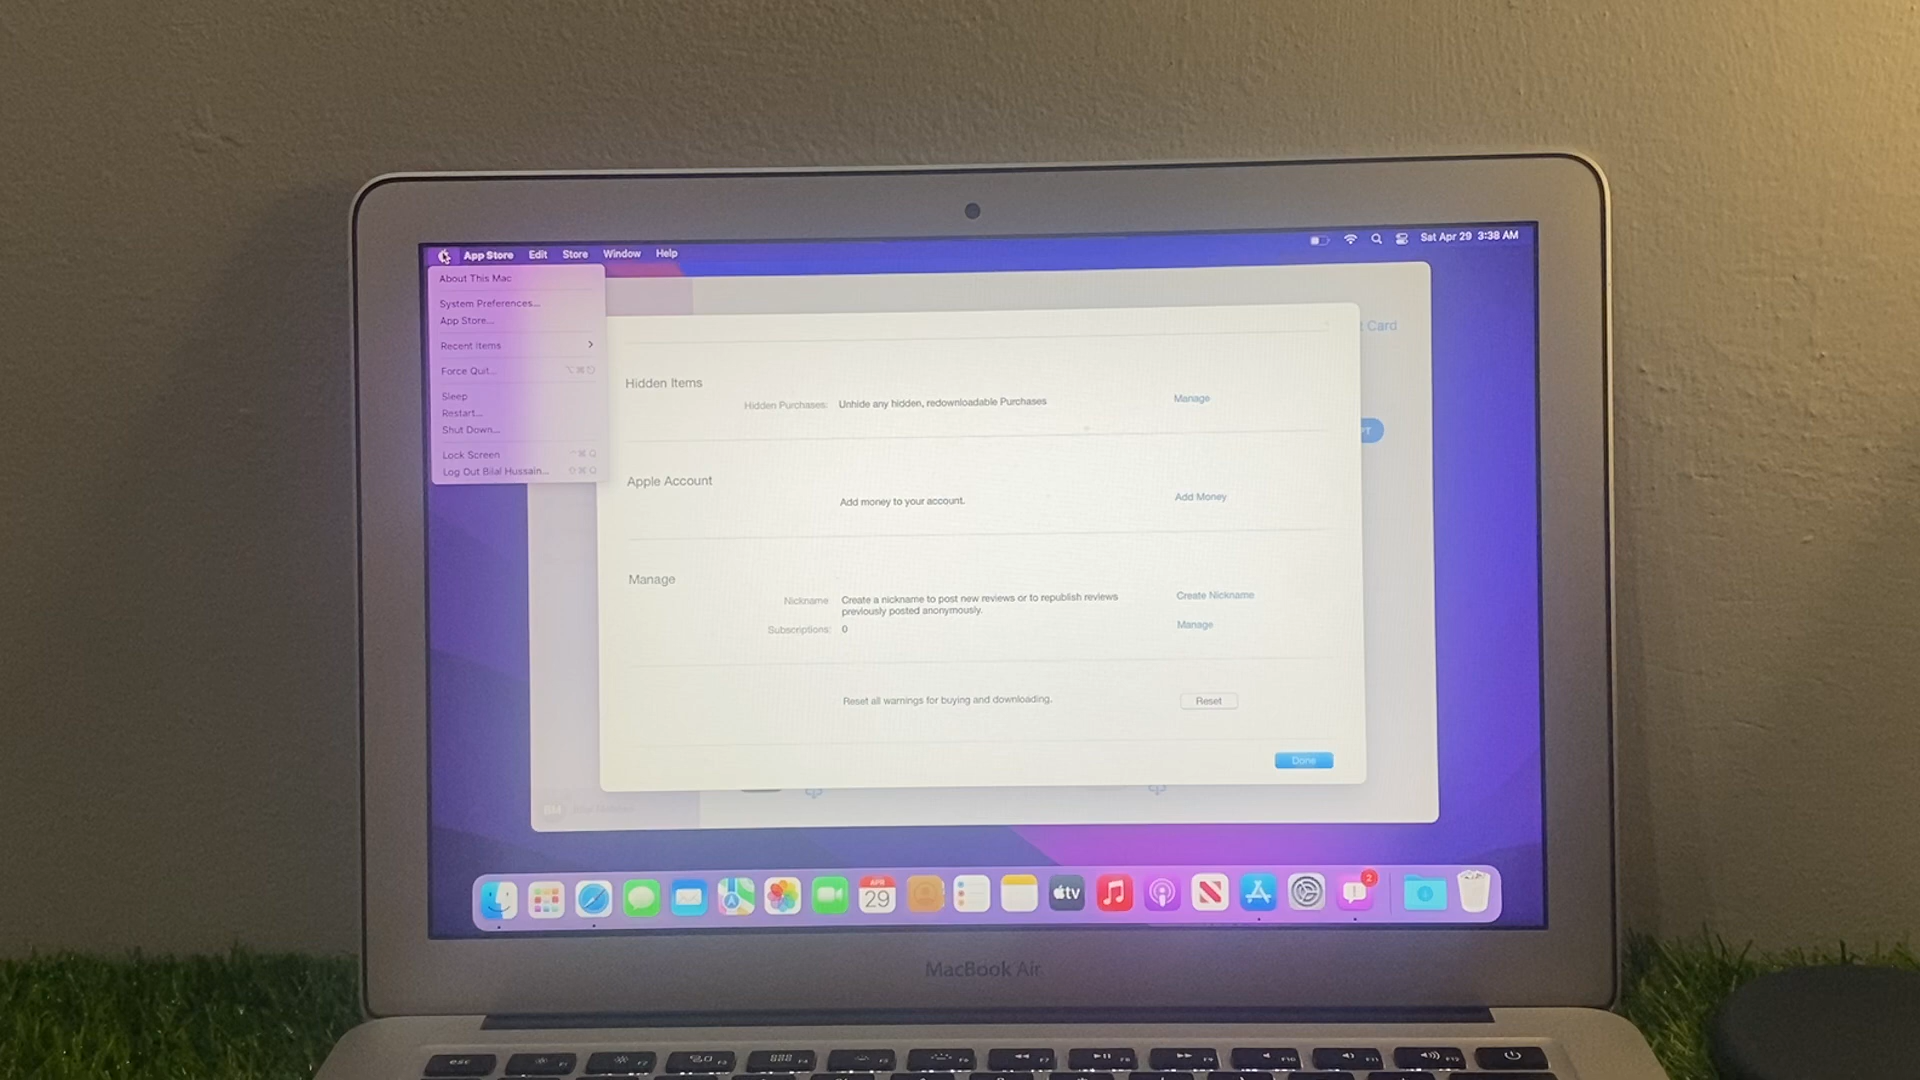 App Store Edit Store Window Help
Sat Apr 29 3:38 AM
About This Mac
System Preferences...
App Store...
Recent Items
Force Quit...
Sleep
Restart...
Shut Down...
Lock Screen
Log Out Bilal Hussain...
Card
Hidden Items
Hidden Purchases: Unhide any hidden, redownloadable Purchases Manage
Apple Account
Add money to your account. Add Money
Manage
Nickname: Create a nickname to post new reviews or to republish reviews Create Nickname
previously posted anonymously.
Subscriptions: 0 Manage
Reset all warnings for buying and downloading. Reset
Done
APR
29
tv
2
MacBook Air
esc